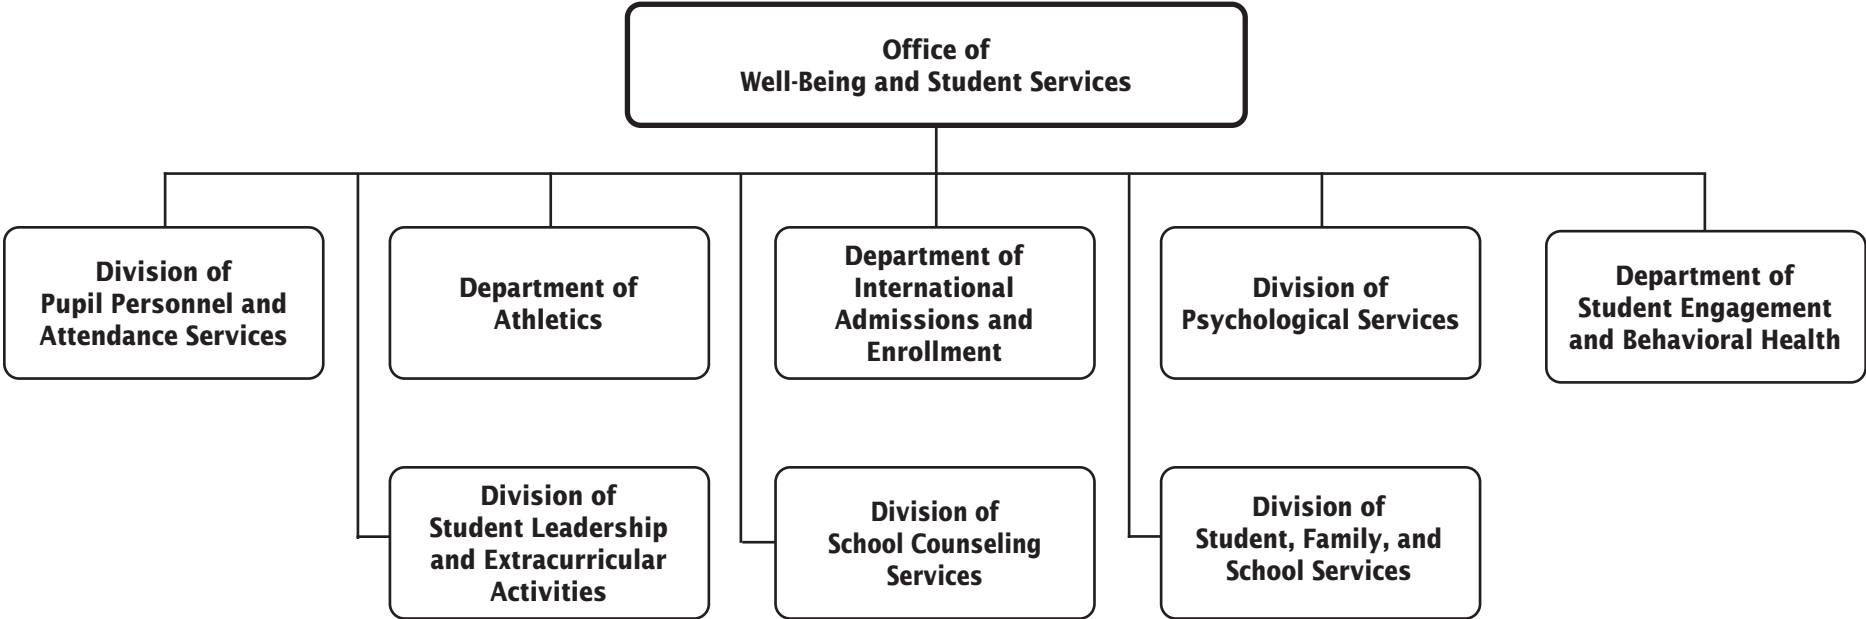 Office of
Well-Being and Student Services
Division of
Pupil Personnel and
Attendance Services
Department of
Athletics
Department of
International
Admissions and
Enrollment
Division of
Psychological Services
Department of
Student Engagement
and Behavioral Health
Division of
Student Leadership
and Extracurricular
Activities
Division of
School Counseling
Services
Division of
Student, Family, and
School Services